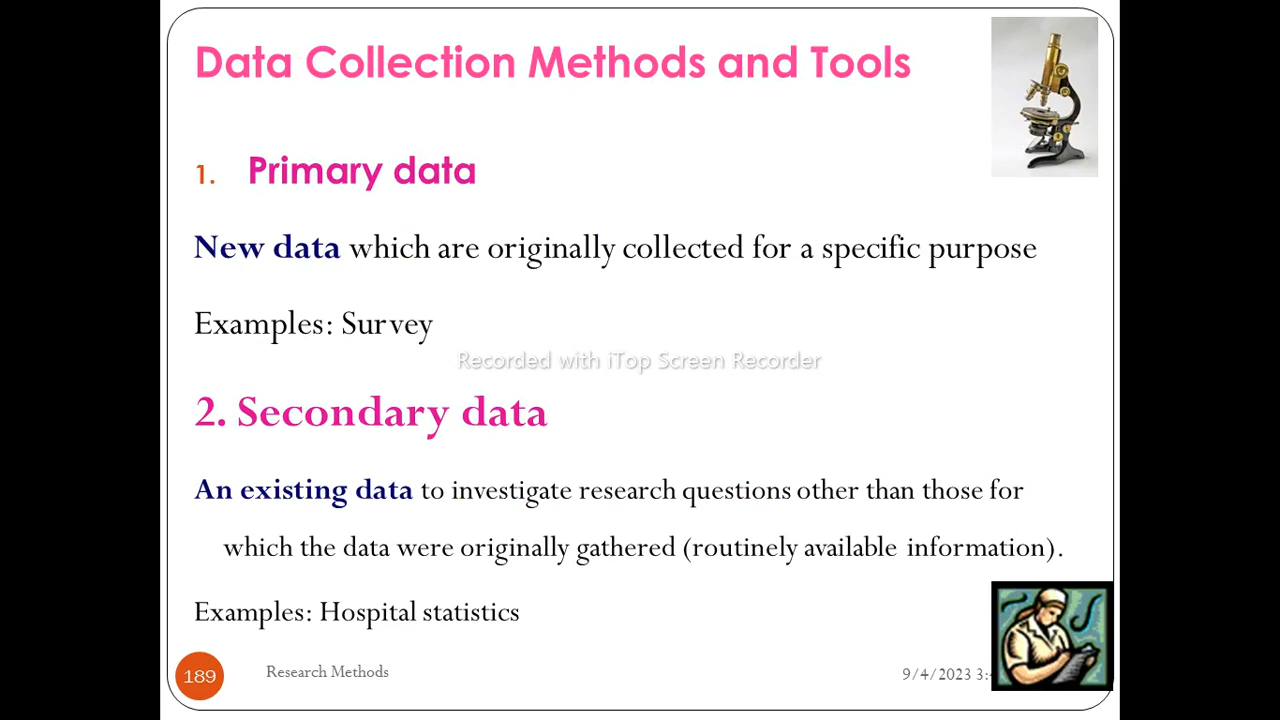 Data Collection Methods and Tools
1. Primary data
New data which are originally collected for a specific purpose
Examples: Survey
Recorded with iTop Screen Recorder
2. Secondary data
An existing data to investigate research questions other than those for
which the data were originally gathered (routinely available information).
Examples: Hospital statistics
189 Research Methods 9/4/2023